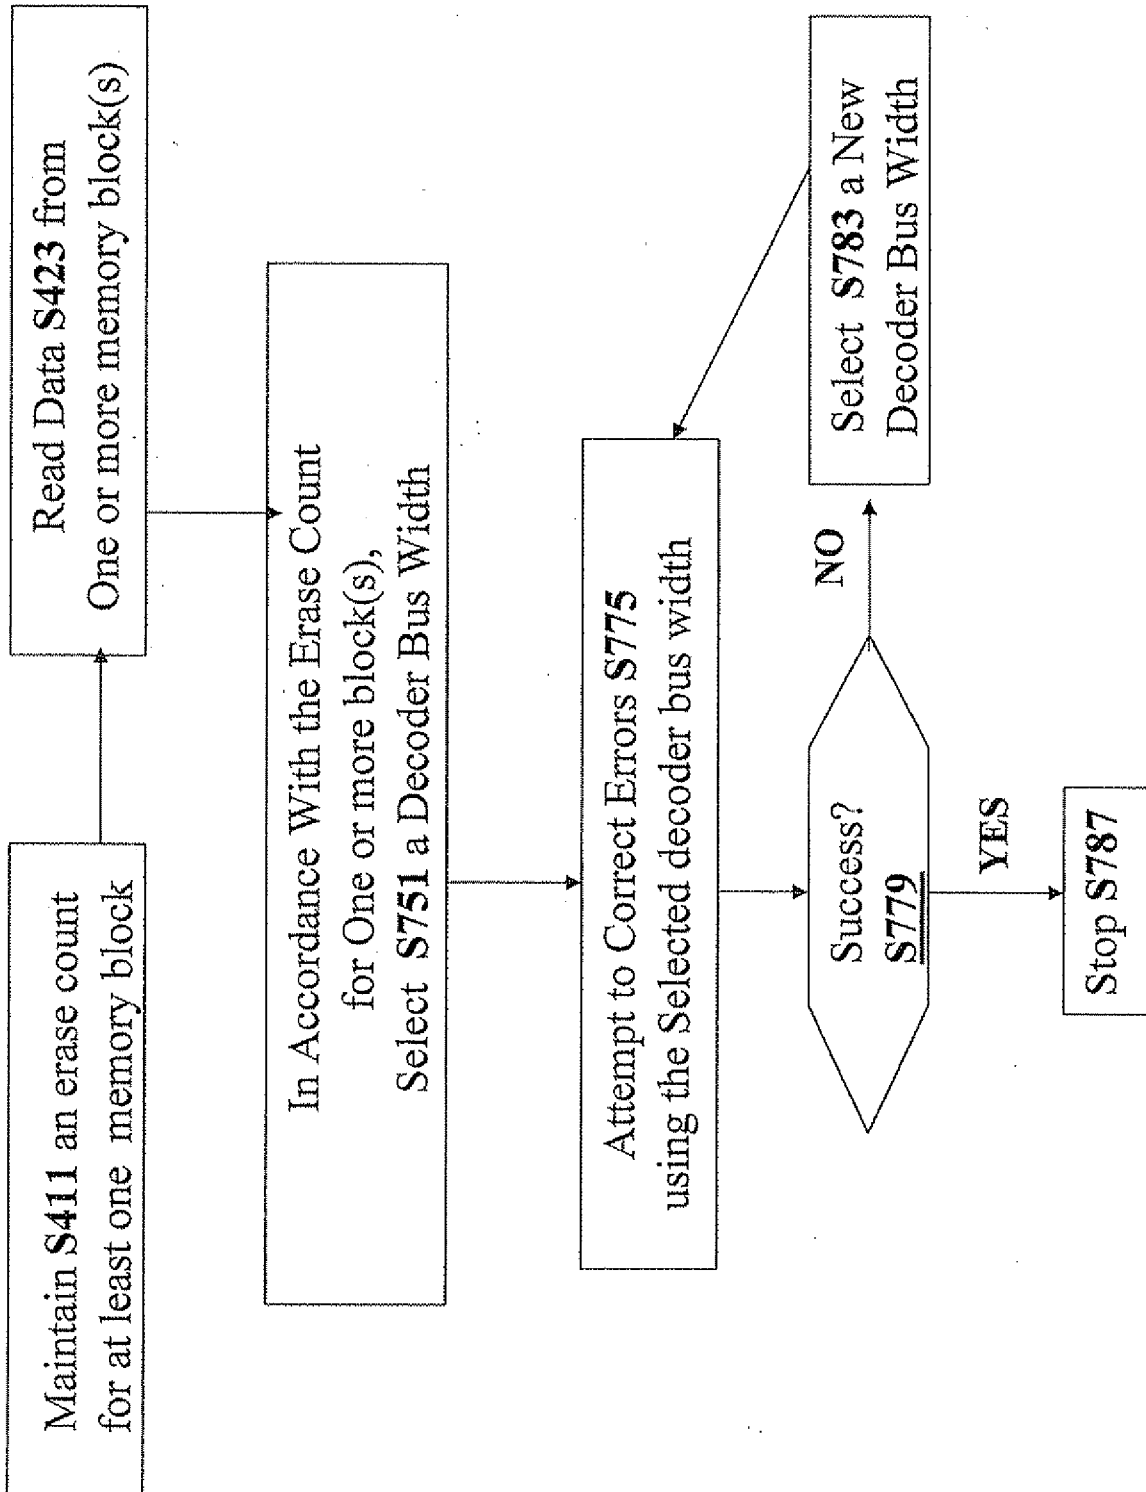 Maintain S411 an erase count
for at least one memory block
Read Data S423 from
One or more memory block(s)
In Accordance With the Erase Count
for One or more block(s),
Select S751 a Decoder Bus Width
Attempt to Correct Errors S775
using the Selected decoder bus width
Success?
S779
NO
Select S783 a New
Decoder Bus Width
YES
Stop S787